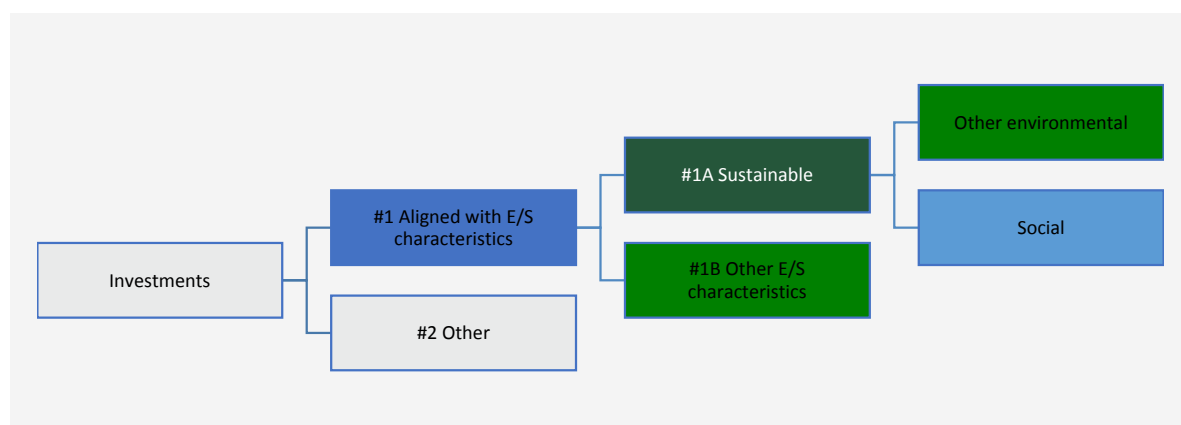 Investments
#1 Aligned with E/S
characteristics
#2 Other
#1A Sustainable
#1B Other E/S
characteristics
Other environmental
Social